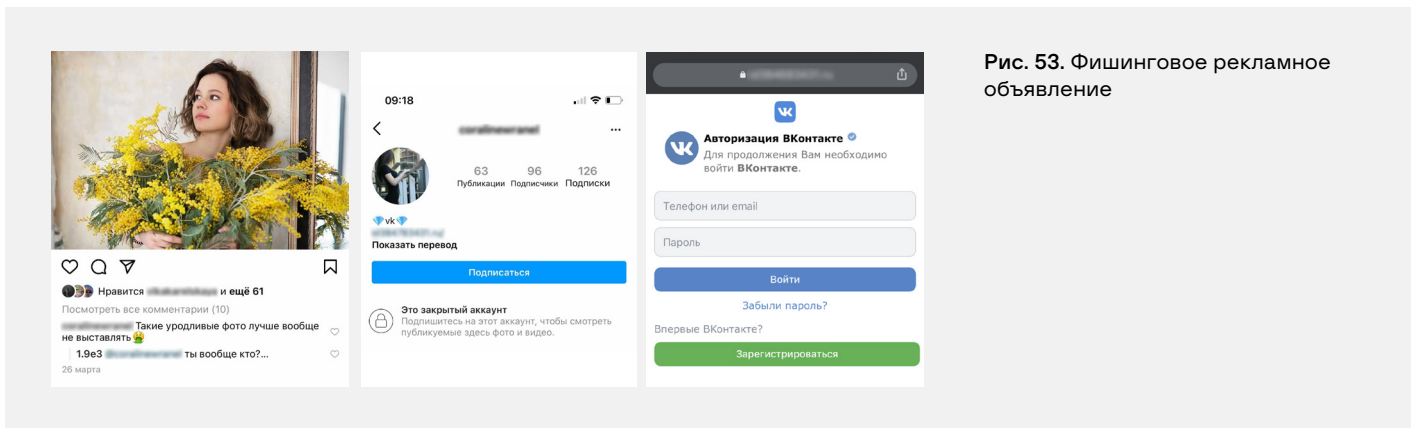 Нравится и ещё 61
Посмотреть все комментарии (10)
Такие уродливые фото лучше вообще
не выставлять
1.9e3 ты вообще кто?...
26 марта
09:18
63 96 126
Публикации Подписчики Подписки
vk
Показать перевод
Подписаться
Это закрытый аккаунт
Подпишитесь на этот аккаунт, чтобы смотреть
публикуемые здесь фото и видео.
Авторизация ВКонтакте
Для продолжения Вам необходимо
войти ВКонтакте.
Телефон или email
Пароль
Войти
Забыли пароль?
Впервые ВКонтакте?
Зарегистрироваться
Рис. 53. Фишинговое рекламное
объявление